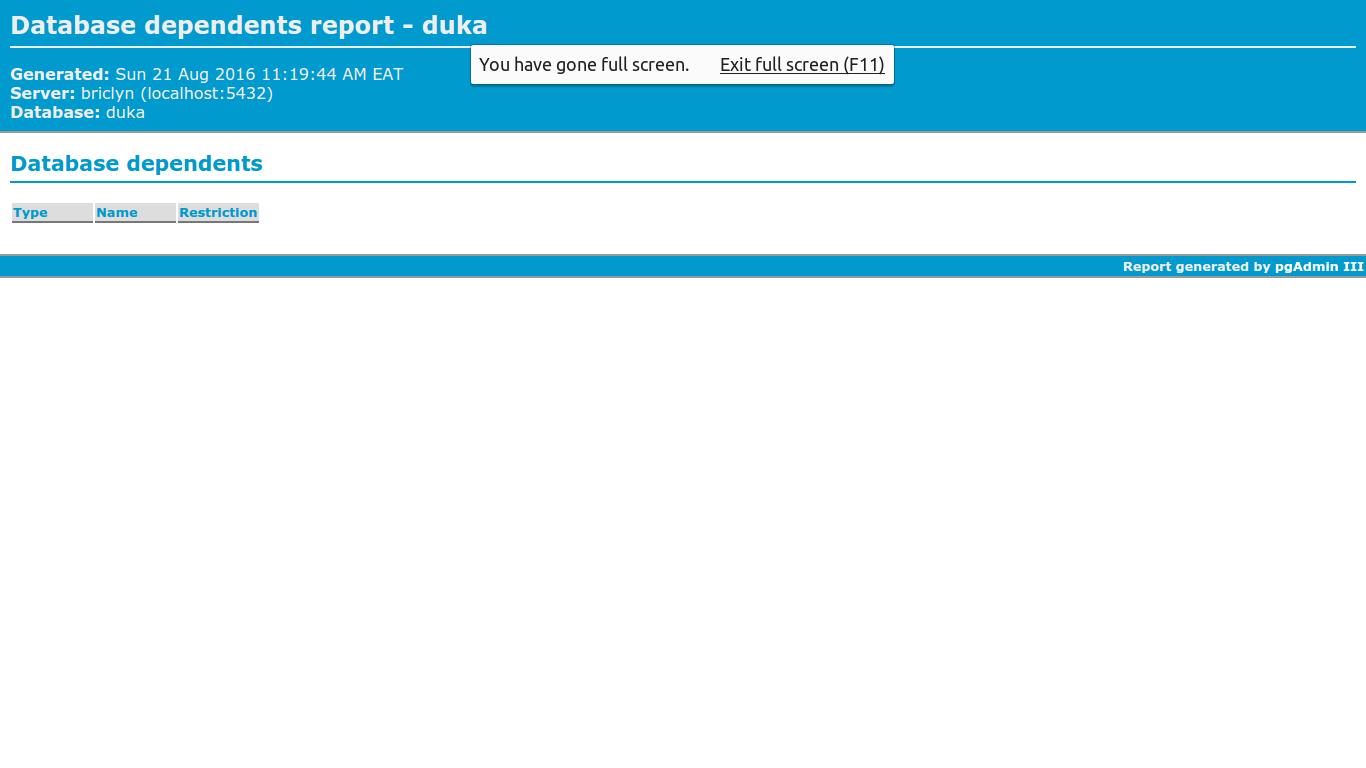 Database dependents report - duka
You have gone full screen. Exit full screen (F11)
Generated: Sun 21 Aug 2016 11:19:44 AM EAT
Server: briclyn (localhost:5432)
Database: duka
Database dependents
Type Name Restriction
Report generated by pgAdmin III